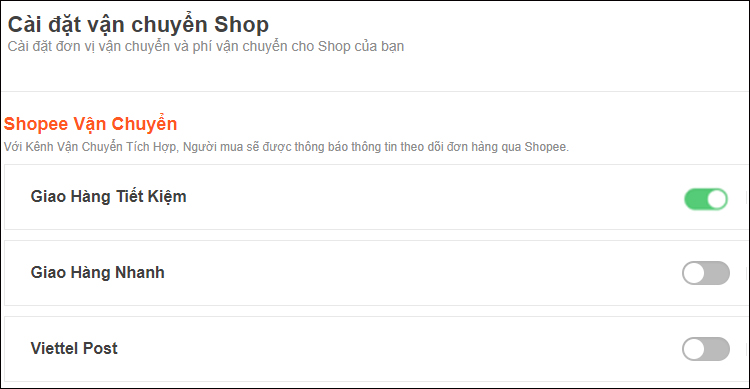 Cài đặt vận chuyển Shop
Cài đặt đơn vị vận chuyển và phí vận chuyển cho Shop của bạn
Shopee Vận Chuyển
Với Kênh Vận Chuyển Tích Hợp, Người mua sẽ được thông báo thông tin theo dõi đơn hàng qua Shopee.
Giao Hàng Tiết Kiệm
Giao Hàng Nhanh
Viettel Post